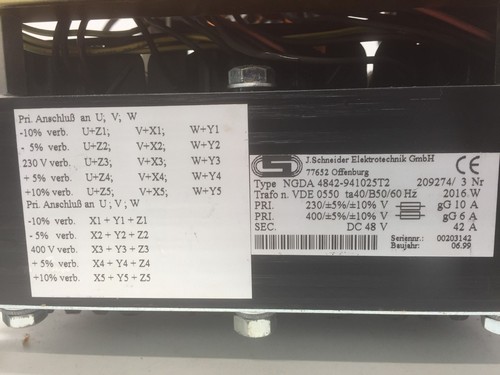 Pri. Anschluß an U; V; W
-10% verb. U+Z1; V+X1; W+Y1
- 5% verb. U+Z2; V+X2; W+Y2
230 V verb. U+Z3; V+X3; W+Y3
+ 5% verb. U+Z4; V+X4; W+Y4
+10% verb. U+Z5; V+X5; W+Y5
Pri. Anschluß an U ; V ; W
-10% verb. X1 + Y1 + Z1
- 5% verb. X2 + Y2 + Z2
400 V verb. X3 + Y3 + Z3
+ 5% verb. X4 + Y4 + Z4
+10% verb. X5 + Y5 + Z5
J.Schneider Elektrotechnik GmbH
77652 Offenburg
CE
Type NGDA 4842-941025T2 209274/ 3 Nr
Trafo n. VDE 0550 ta40/B50/60 Hz 2016.W
PRI. 230/±5%/±10% V gG 10 A
PRI. 400/±5%/±10% V gG 6 A
SEC. DC 48 V 42 A
Seriennr.: 00203142
Baujahr: 06.99